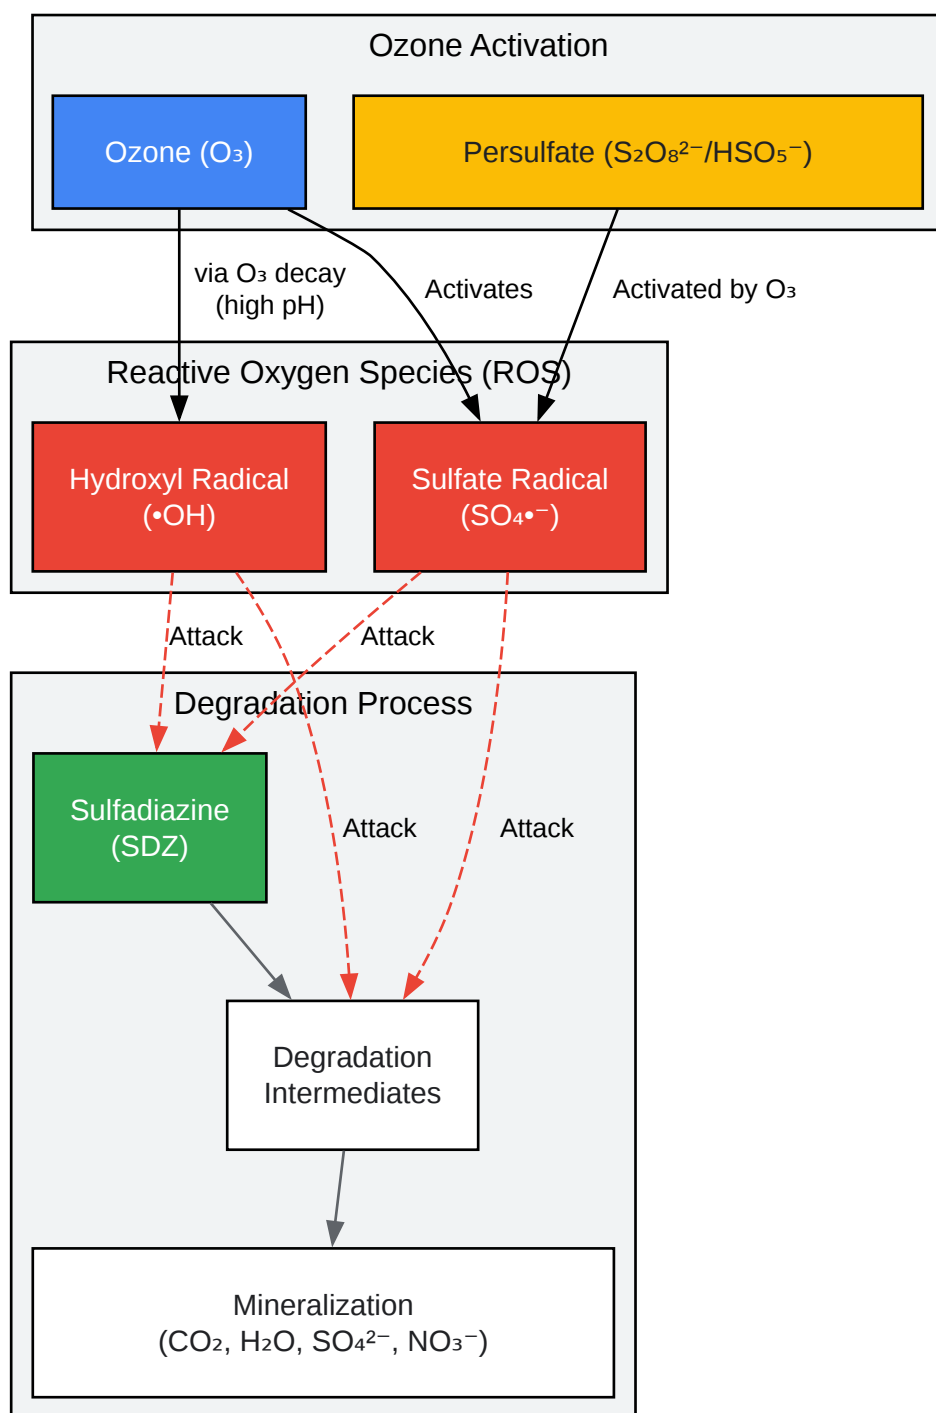 Ozone Activation
Ozone (O₃)
Persulfate (S₂O₈²⁻/HSO₅⁻)
via O₃ decay
(high pH)
Activates
Activated by O₃
Reactive Oxygen Species (ROS)
Hydroxyl Radical
(•OH)
Sulfate Radical
(SO₄•⁻)
Attack
Attack
Degradation Process
Sulfadiazine
(SDZ)
Attack
Attack
Degradation
Intermediates
Mineralization
(CO₂, H₂O, SO₄²⁻, NO₃⁻)